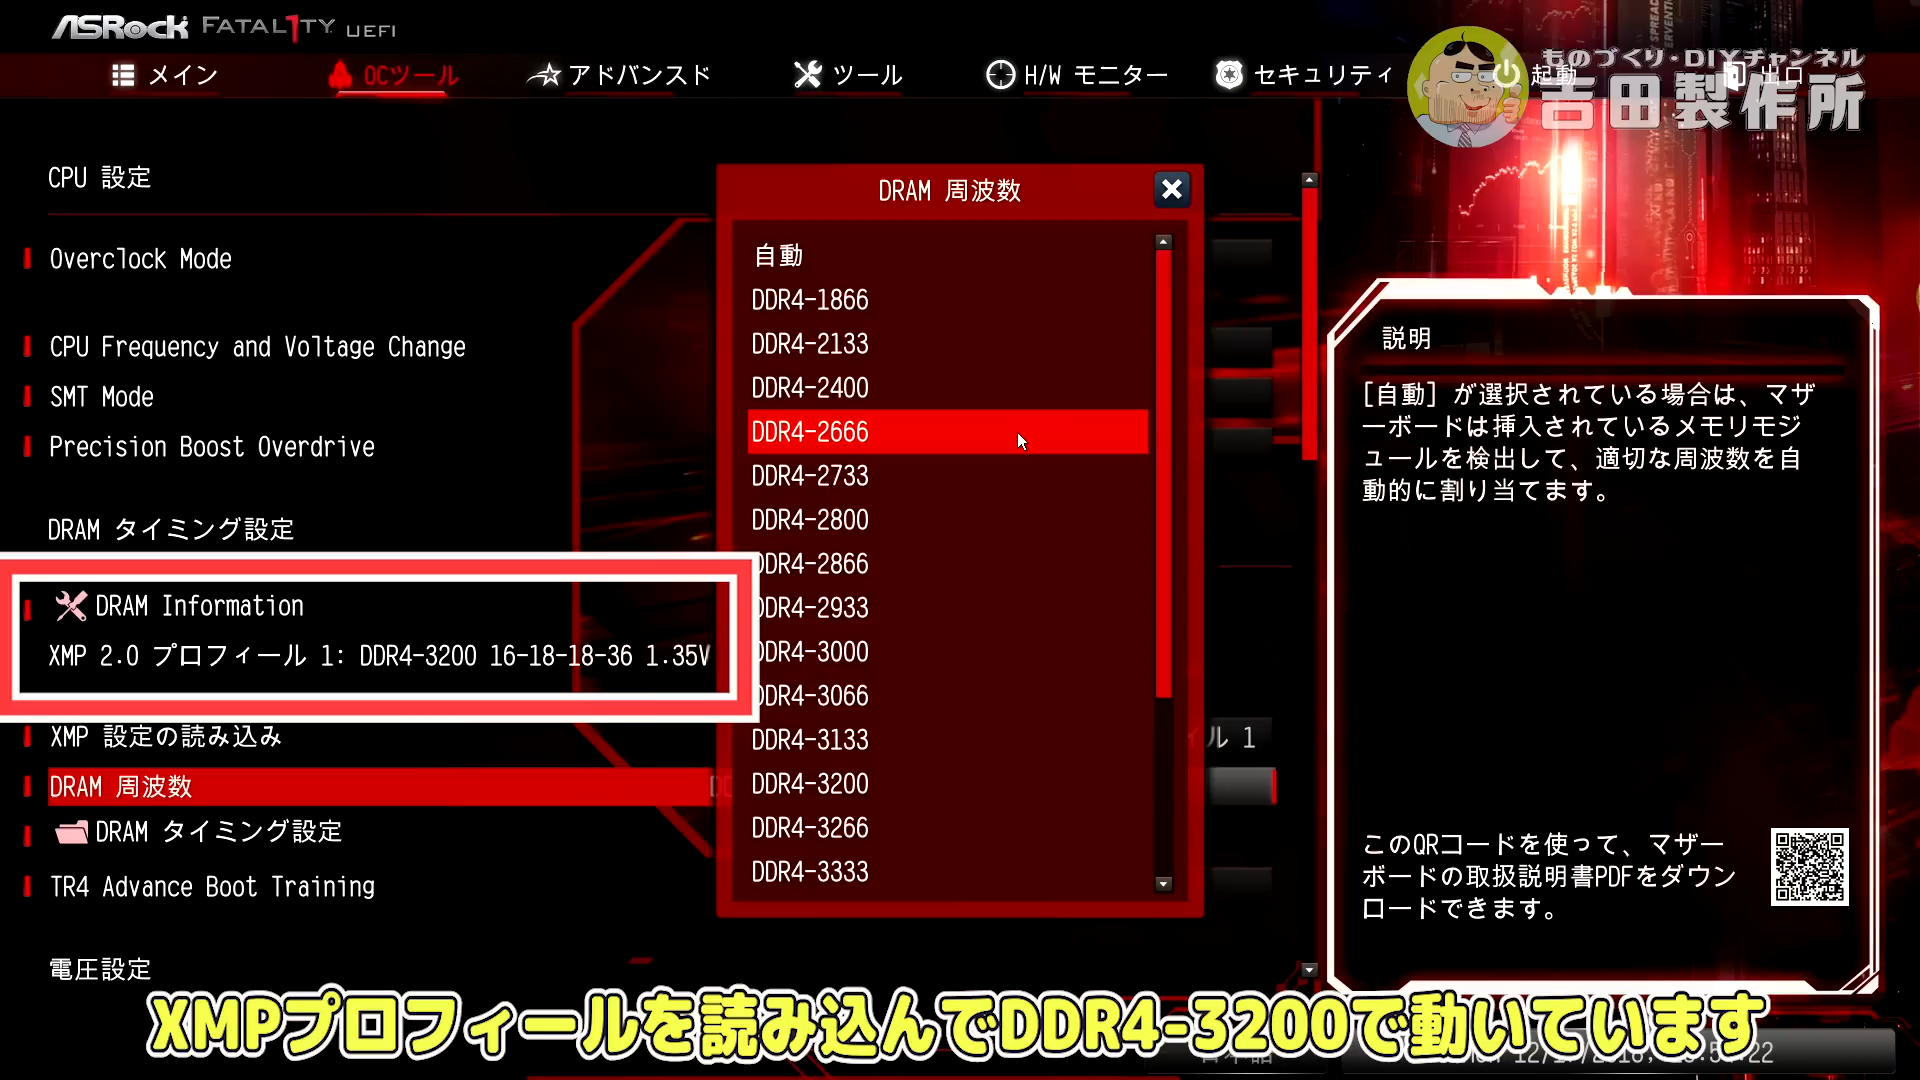 ASRock FATAL1TY UEFI
メイン
OCツール
アドバンスド
ツール
H/W モニター
セキュリティ
起動
出口
ものづくり・DIYチャンネル
吉田製作所
CPU 設定
Overclock Mode
CPU Frequency and Voltage Change
SMT Mode
Precision Boost Overdrive
DRAM タイミング設定
DRAM Information
XMP 2.0 プロフィール 1: DDR4-3200 16-18-18-36 1.35V
XMP 設定の読み込み
ル 1
DRAM 周波数
DRAM タイミング設定
TR4 Advance Boot Training
電圧設定
DRAM 周波数
自動
DDR4-1866
DDR4-2133
DDR4-2400
DDR4-2666
DDR4-2733
DDR4-2800
DDR4-2866
DDR4-2933
DDR4-3000
DDR4-3066
DDR4-3133
DDR4-3200
DDR4-3266
DDR4-3333
説明
[自動] が選択されている場合は、マザ
ーボードは挿入されているメモリモジ
ュールを検出して、適切な周波数を自
動的に割り当てます。
このQRコードを使って、マザー
ボードの取扱説明書PDFをダウン
ロードできます。
XMPプロフィールを読み込んでDDR4-3200で動いています